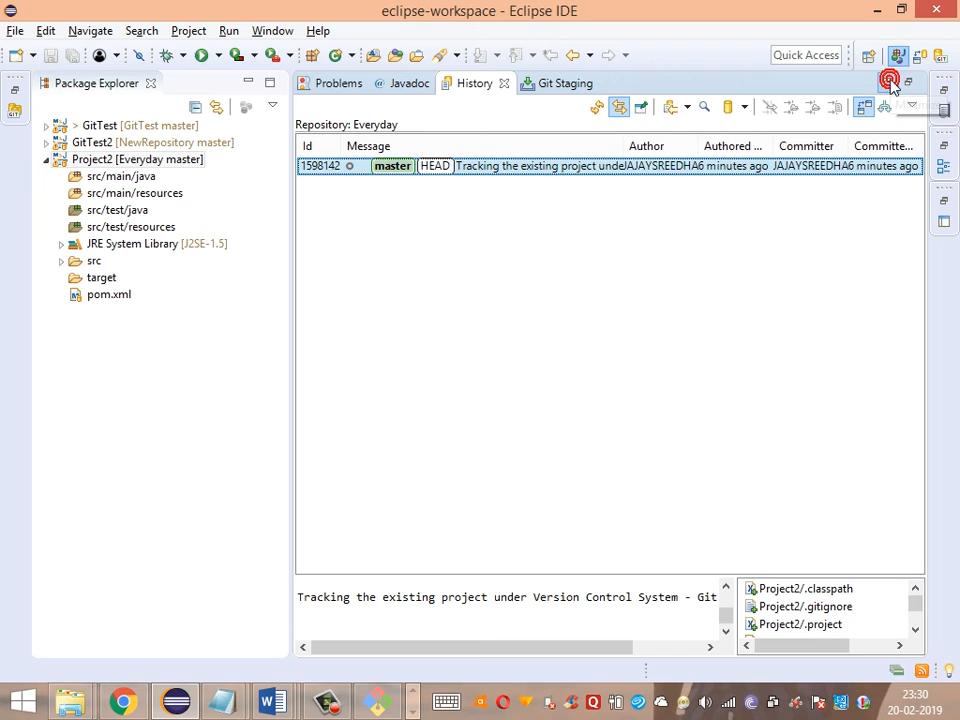 eclipse-workspace - Eclipse IDE
File Edit Navigate Search Project Run Window Help
Quick Access
Package Explorer
Problems @ Javadoc History Git Staging
> GitTest [GitTest master]
GitTest2 [NewRepository master]
Project2 [Everyday master]
src/main/java
src/main/resources
src/test/java
src/test/resources
JRE System Library [J2SE-1.5]
src
target
pom.xml
Repository: Everyday
Id Message Author Authored ... Committer Committe...
1598142 master HEAD Tracking the existing project unde JAJAYSREEDHA 6 minutes ago JAJAYSREEDHA 6 minutes ago
Tracking the existing project under Version Control System - Git
Project2/.classpath
Project2/.gitignore
Project2/.project
23:30
20-02-2019